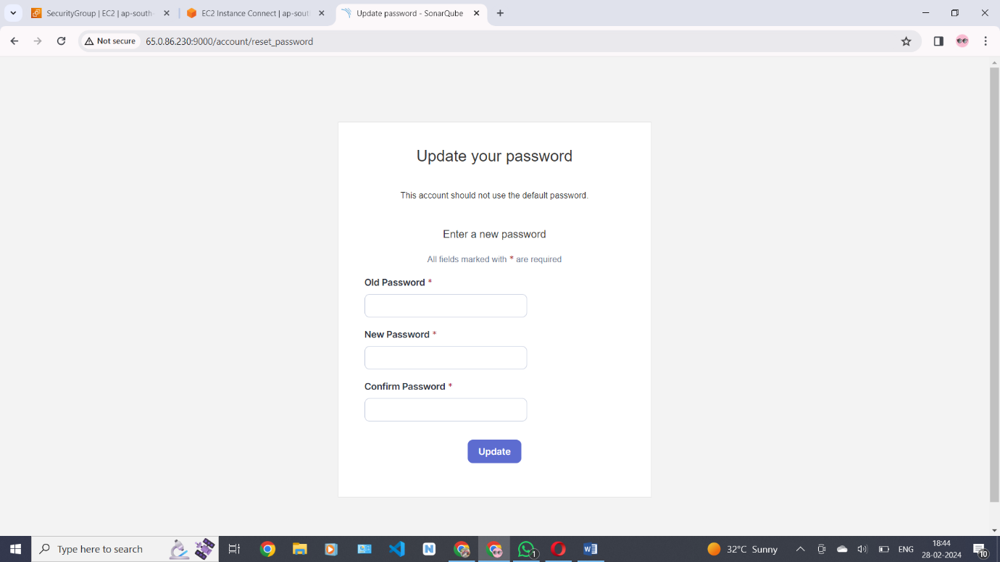 SecurityGroup | EC2 | ap-south-
EC2 Instance Connect | ap-sout
Update password - SonarQube
Not secure
65.0.86.230:9000/account/reset_password
Update your password
This account should not use the default password.
Enter a new password
All fields marked with * are required
Old Password *
New Password *
Confirm Password *
Update
Type here to search
1
32°C Sunny
ENG
18:44
28-02-2024
10